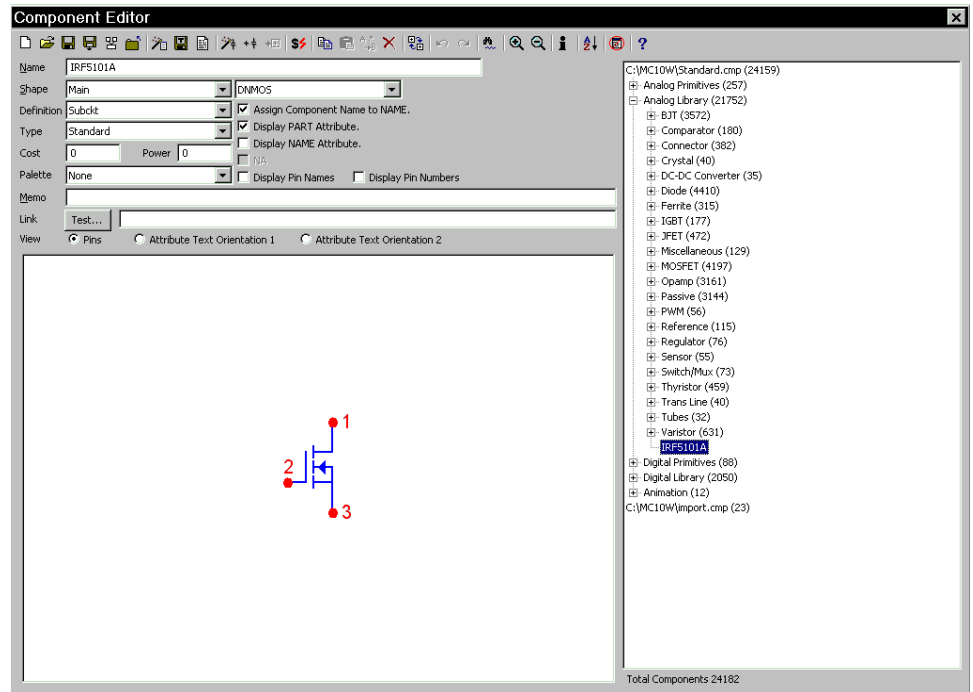 Component Editor
Name IRF5101A
Shape Main DNMOS
Definition Subckt Assign Component Name to NAME.
Type Standard Display PART Attribute.
Display NAME Attribute.
Cost 0 Power 0
NA
Palette None Display Pin Names Display Pin Numbers
Memo
Link Test...
View Pins Attribute Text Orientation 1 Attribute Text Orientation 2
1
2
3
C:\MC10W\Standard.cmp (24159)
Analog Primitives (257)
Analog Library (21752)
BJT (3572)
Comparator (180)
Connector (382)
Crystal (40)
DC-DC Converter (35)
Diode (4410)
Ferrite (315)
IGBT (177)
JFET (472)
Miscellaneous (129)
MOSFET (4197)
Opamp (3161)
Passive (3144)
PWM (56)
Reference (115)
Regulator (76)
Sensor (55)
Switch/Mux (73)
Thyristor (459)
Trans Line (40)
Tubes (32)
Varistor (631)
IRF5101A
Digital Primitives (88)
Digital Library (2050)
Animation (12)
C:\MC10W\import.cmp (23)
Total Components 24182